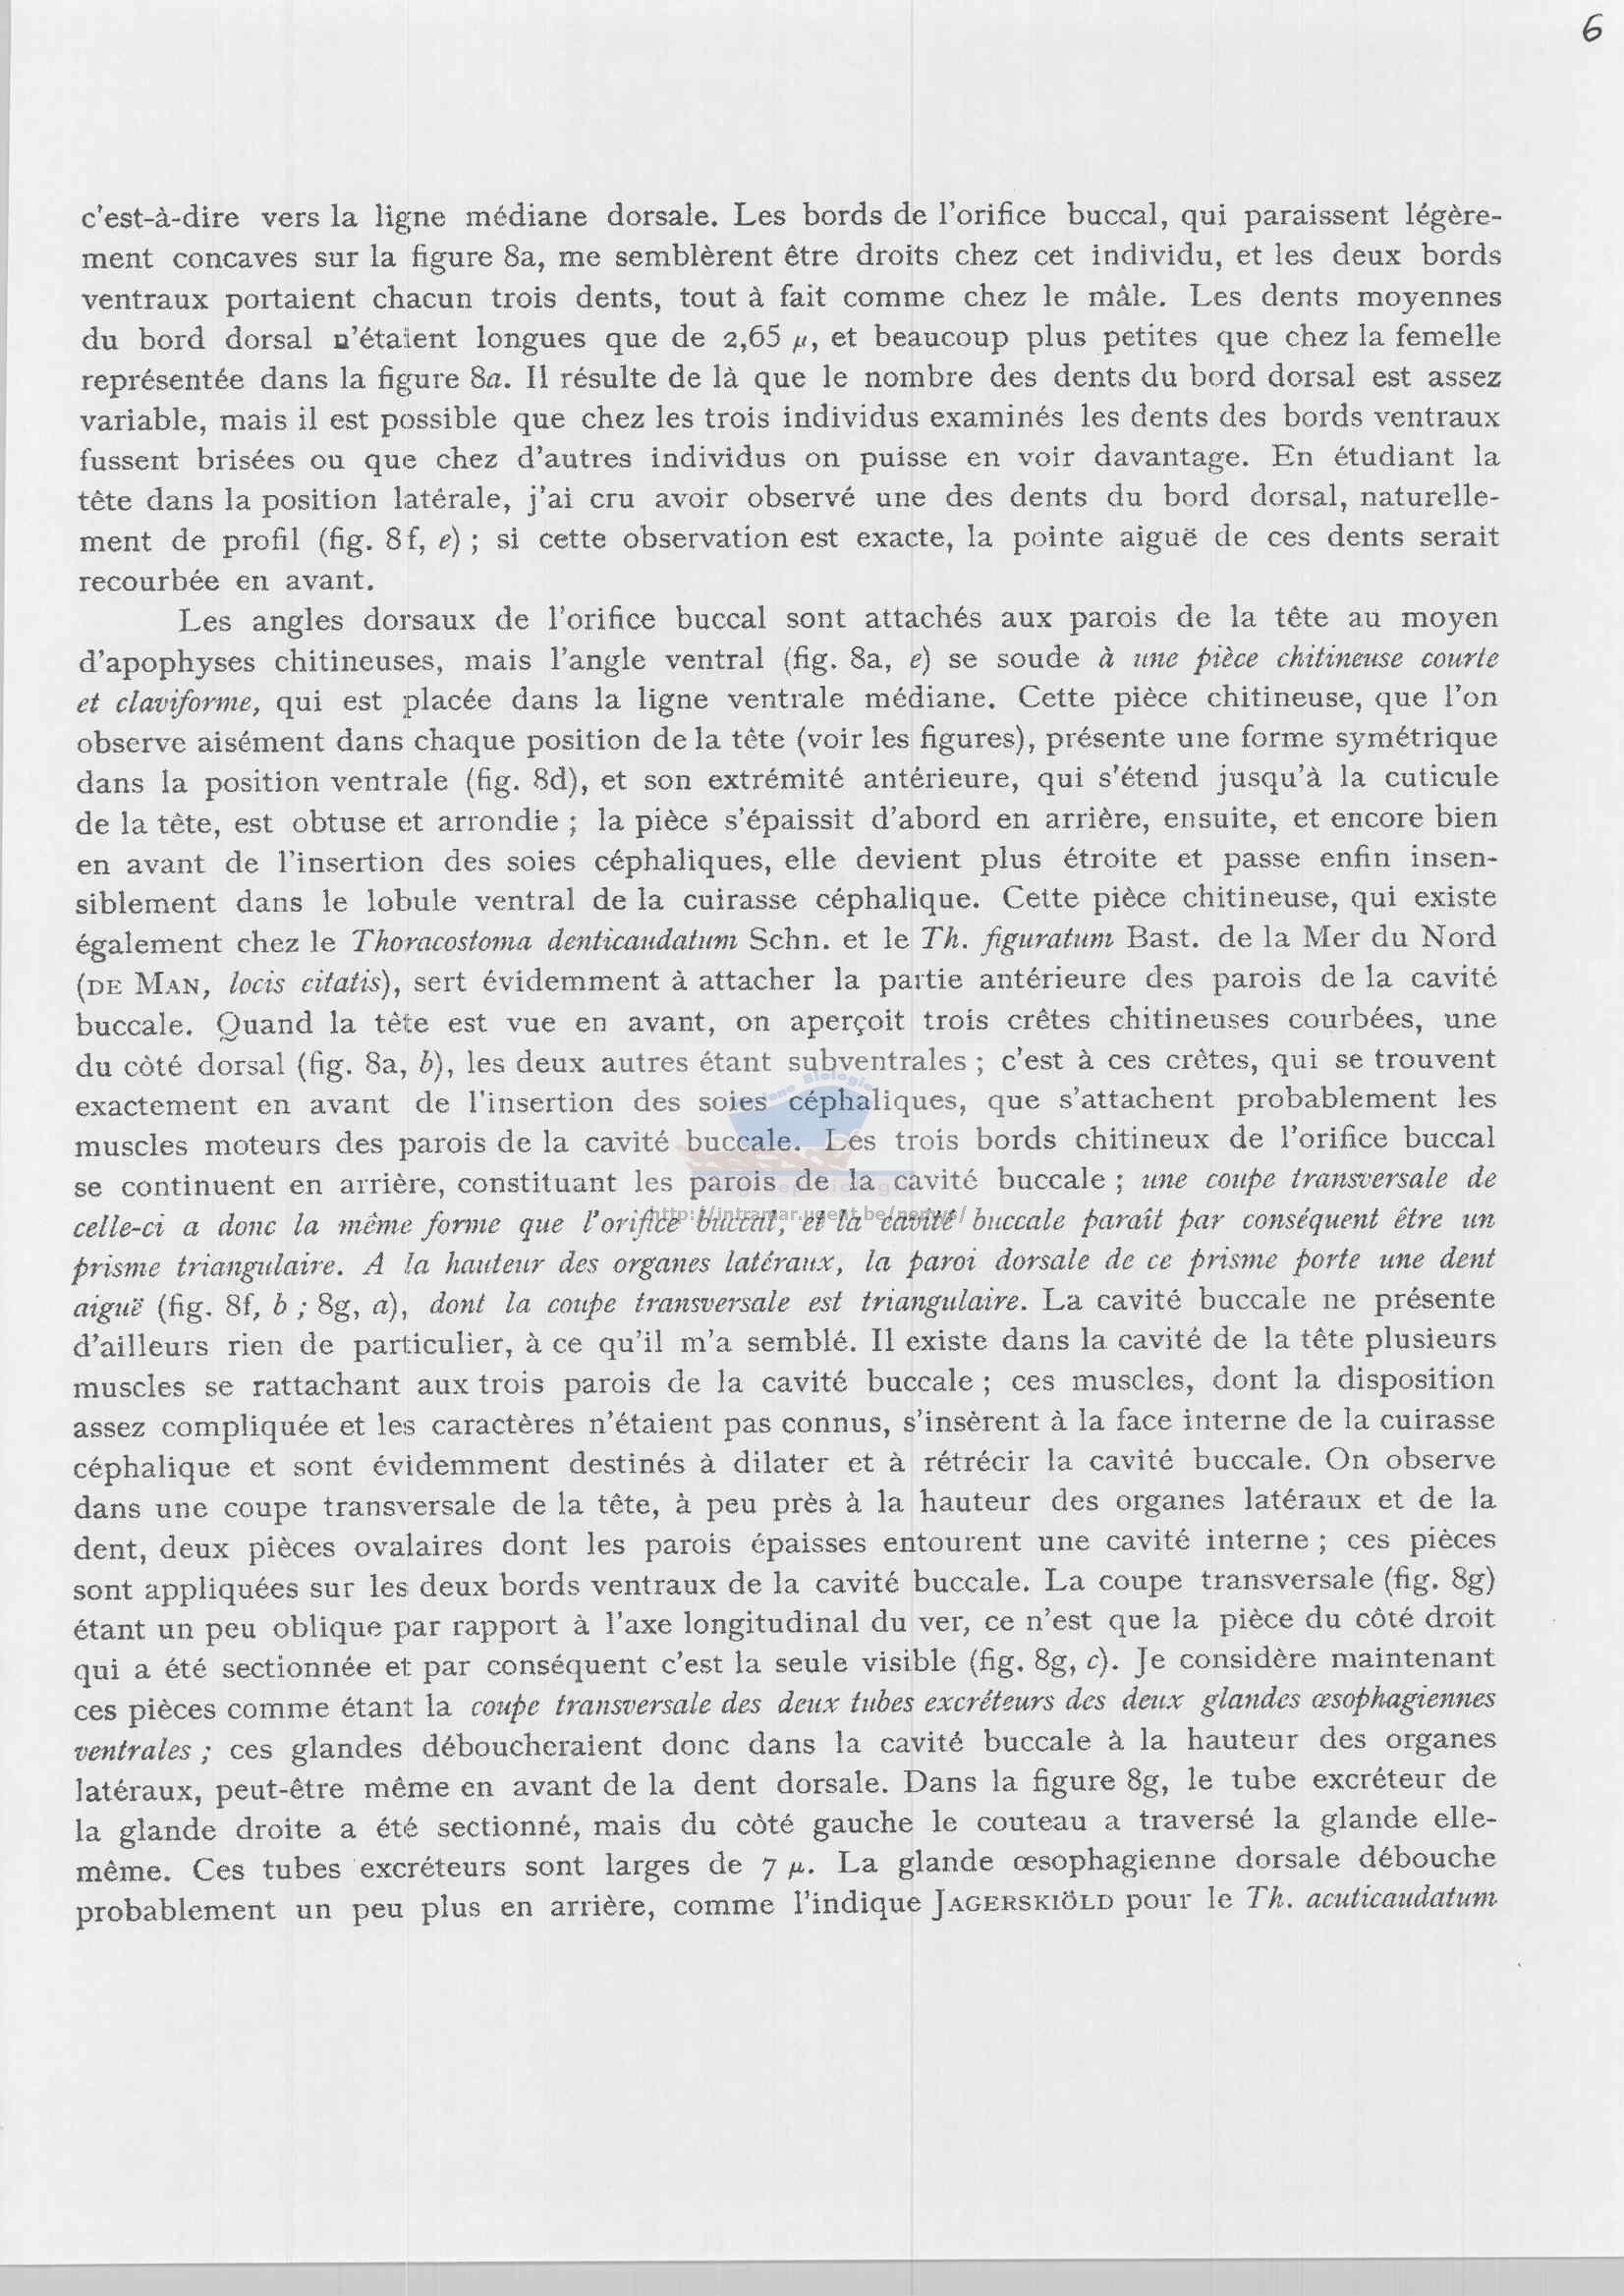 6
c'est-à-dire vers la ligne médiane dorsale. Les bords de l'orifice buccal, qui paraissent légère-
ment concaves sur la figure 8a, me semblèrent être droits chez cet individu, et les deux bords
ventraux portaient chacun trois dents, tout à fait comme chez le mâle. Les dents moyennes
du bord dorsal n'étaient longues que de 2,65 μ, et beaucoup plus petites que chez la femelle
représentée dans la figure 8a. Il résulte de là que le nombre des dents du bord dorsal est assez
variable, mais il est possible que chez les trois individus examinés les dents des bords ventraux
fussent brisées ou que chez d'autres individus on puisse en voir davantage. En étudiant la
tête dans la position latérale, j'ai cru avoir observé une des dents du bord dorsal, naturelle-
ment de profil (fig. 8f, e) ; si cette observation est exacte, la pointe aiguë de ces dents serait
recourbée en avant.
Les angles dorsaux de l'orifice buccal sont attachés aux parois de la tête au moyen
d'apophyses chitineuses, mais l'angle ventral (fig. 8a, e) se soude à une pièce chitineuse courte
et claviforme, qui est placée dans la ligne ventrale médiane. Cette pièce chitineuse, que l'on
observe aisément dans chaque position de la tête (voir les figures), présente une forme symétrique
dans la position ventrale (fig. 8d), et son extrémité antérieure, qui s'étend jusqu'à la cuticule
de la tête, est obtuse et arrondie ; la pièce s'épaissit d'abord en arrière, ensuite, et encore bien
en avant de l'insertion des soies céphaliques, elle devient plus étroite et passe enfin insen-
siblement dans le lobule ventral de la cuirasse céphalique. Cette pièce chitineuse, qui existe
également chez le Thoracostoma denticaudatum Schn. et le Th. figuratum Bast. de la Mer du Nord
(DE MAN, locis citatis), sert évidemment à attacher la partie antérieure des parois de la cavité
buccale. Quand la tête est vue en avant, on aperçoit trois crêtes chitineuses courbées, une
du côté dorsal (fig. 8a, b), les deux autres étant subventrales ; c'est à ces crêtes, qui se trouvent
exactement en avant de l'insertion des soies céphaliques, que s'attachent probablement les
muscles moteurs des parois de la cavité buccale. Les trois bords chitineux de l'orifice buccal
se continuent en arrière, constituant les parois de la cavité buccale ; une coupe transversale de
celle-ci a donc la même forme que l'orifice buccal, et la cavité buccale paraît par conséquent être un
http://intramar.ugent.be/nemys/
prisme triangulaire. A la hauteur des organes latéraux, la paroi dorsale de ce prisme porte une dent
aiguë (fig. 8f, b ; 8g, a), dont la coupe transversale est triangulaire. La cavité buccale ne présente
d'ailleurs rien de particulier, à ce qu'il m'a semblé. Il existe dans la cavité de la tête plusieurs
muscles se rattachant aux trois parois de la cavité buccale ; ces muscles, dont la disposition
assez compliquée et les caractères n'étaient pas connus, s'insèrent à la face interne de la cuirasse
céphalique et sont évidemment destinés à dilater et à rétrécir la cavité buccale. On observe
dans une coupe transversale de la tête, à peu près à la hauteur des organes latéraux et de la
dent, deux pièces ovalaires dont les parois épaisses entourent une cavité interne ; ces pièces
sont appliquées sur les deux bords ventraux de la cavité buccale. La coupe transversale (fig. 8g)
étant un peu oblique par rapport à l'axe longitudinal du ver, ce n'est que la pièce du côté droit
qui a été sectionnée et par conséquent c'est la seule visible (fig. 8g, c). Je considère maintenant
ces pièces comme étant la coupe transversale des deux tubes excréteurs des deux glandes œsophagiennes
ventrales ; ces glandes déboucheraient donc dans la cavité buccale à la hauteur des organes
latéraux, peut-être même en avant de la dent dorsale. Dans la figure 8g, le tube excréteur de
la glande droite a été sectionné, mais du côté gauche le couteau a traversé la glande elle-
même. Ces tubes excréteurs sont larges de 7 μ. La glande œsophagienne dorsale débouche
probablement un peu plus en arrière, comme l'indique JAGERSKIÖLD pour le Th. acuticaudatum